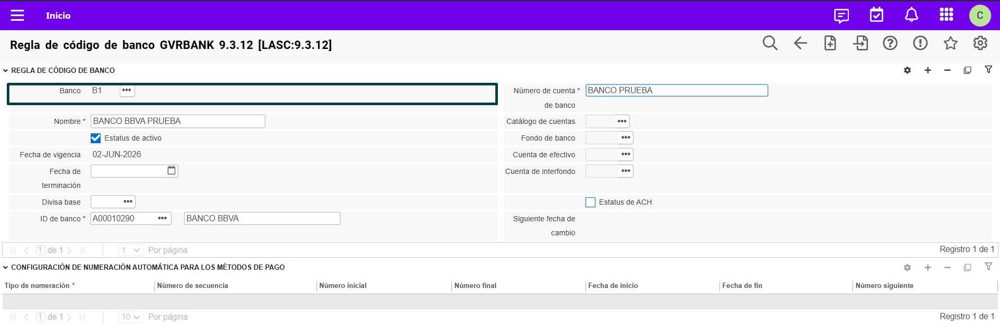 Inicio
C
Regla de código de banco GVRBANK 9.3.12 [LASC:9.3.12]
REGLA DE CÓDIGO DE BANCO
Banco B1
Número de cuenta * BANCO PRUEBA
de banco
Nombre * BANCO BBVA PRUEBA
Catálogo de cuentas
Estatus de activo
Fondo de banco
Fecha de vigencia 02-JUN-2026
Cuenta de efectivo
Fecha de
terminación
Cuenta de interfondo
Divisa base
Estatus de ACH
ID de banco * A00010290 BANCO BBVA
Siguiente fecha de
cambio
1 de 1 1 Por página Registro 1 de 1
CONFIGURACIÓN DE NUMERACIÓN AUTOMÁTICA PARA LOS MÉTODOS DE PAGO
Tipo de numeración * Número de secuencia Número inicial Número final Fecha de inicio Fecha de fin Número siguiente
1 de 1 10 Por página Registro 1 de 1